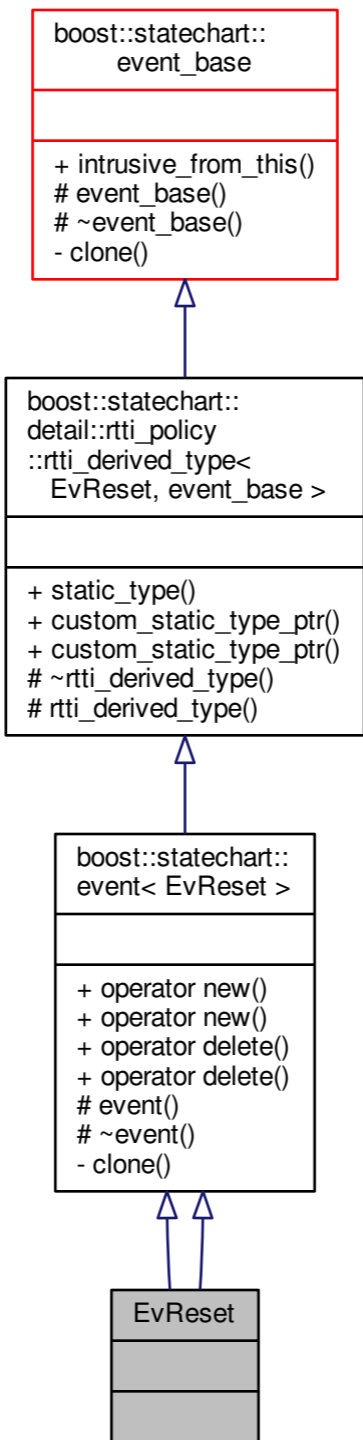 boost::statechart::
event_base
+ intrusive_from_this()
# event_base()
# ~event_base()
- clone()
boost::statechart::
detail::rtti_policy
::rtti_derived_type<
EvReset, event_base >
+ static_type()
+ custom_static_type_ptr()
+ custom_static_type_ptr()
# ~rtti_derived_type()
# rtti_derived_type()
boost::statechart::
event< EvReset >
+ operator new()
+ operator new()
+ operator delete()
+ operator delete()
# event()
# ~event()
- clone()
EvReset